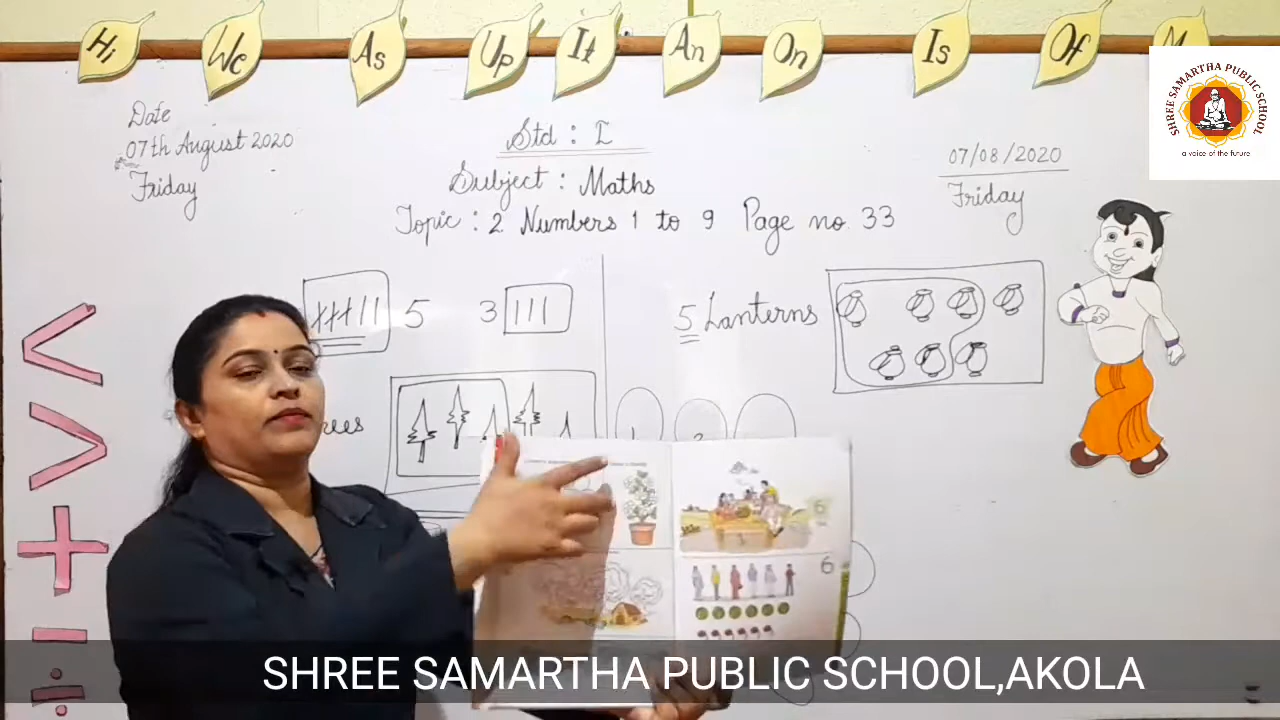 Hi
We
As
Up
It
An
On
Is
Of
SHREE SAMARTHA PUBLIC SCHOOL
a voice of the future
Date
07th August 2020
Friday
Std : I
Subject : Maths
Topic : 2 Numbers 1 to 9 Page no. 33
07/08/2020
Friday
5
3
5 Lanterns
6
6
SHREE SAMARTHA PUBLIC SCHOOL,AKOLA